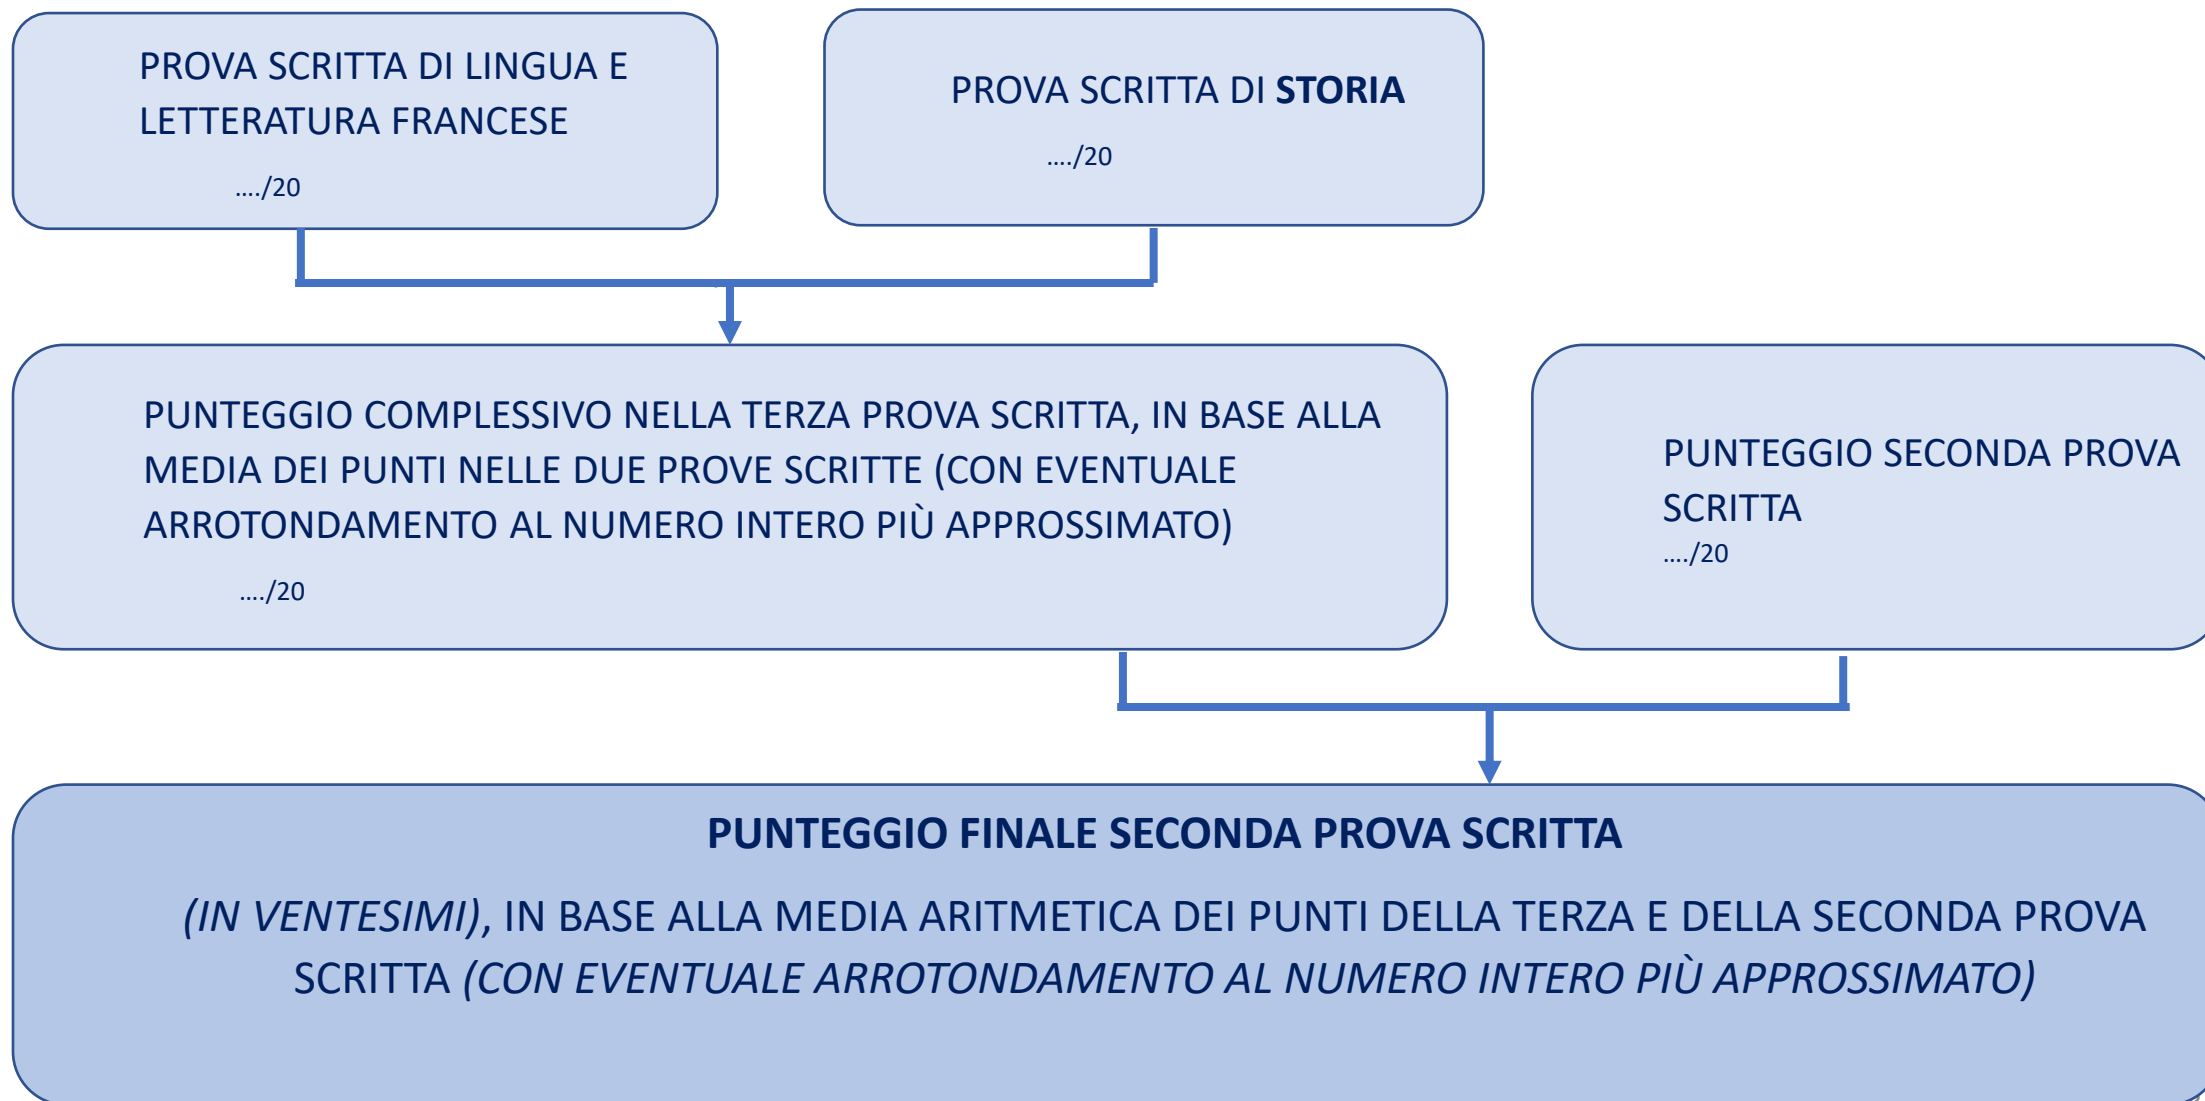 PROVA SCRITTA DI LINGUA E
LETTERATURA FRANCESE
..../20
PROVA SCRITTA DI STORIA
..../20
PUNTEGGIO COMPLESSIVO NELLA TERZA PROVA SCRITTA, IN BASE ALLA
MEDIA DEI PUNTI NELLE DUE PROVE SCRITTE (CON EVENTUALE
ARROTONDAMENTO AL NUMERO INTERO PIÙ APPROSSIMATO)
..../20
PUNTEGGIO SECONDA PROVA
SCRITTA
..../20
PUNTEGGIO FINALE SECONDA PROVA SCRITTA
(IN VENTESIMI), IN BASE ALLA MEDIA ARITMETICA DEI PUNTI DELLA TERZA E DELLA SECONDA PROVA
SCRITTA (CON EVENTUALE ARROTONDAMENTO AL NUMERO INTERO PIÙ APPROSSIMATO)